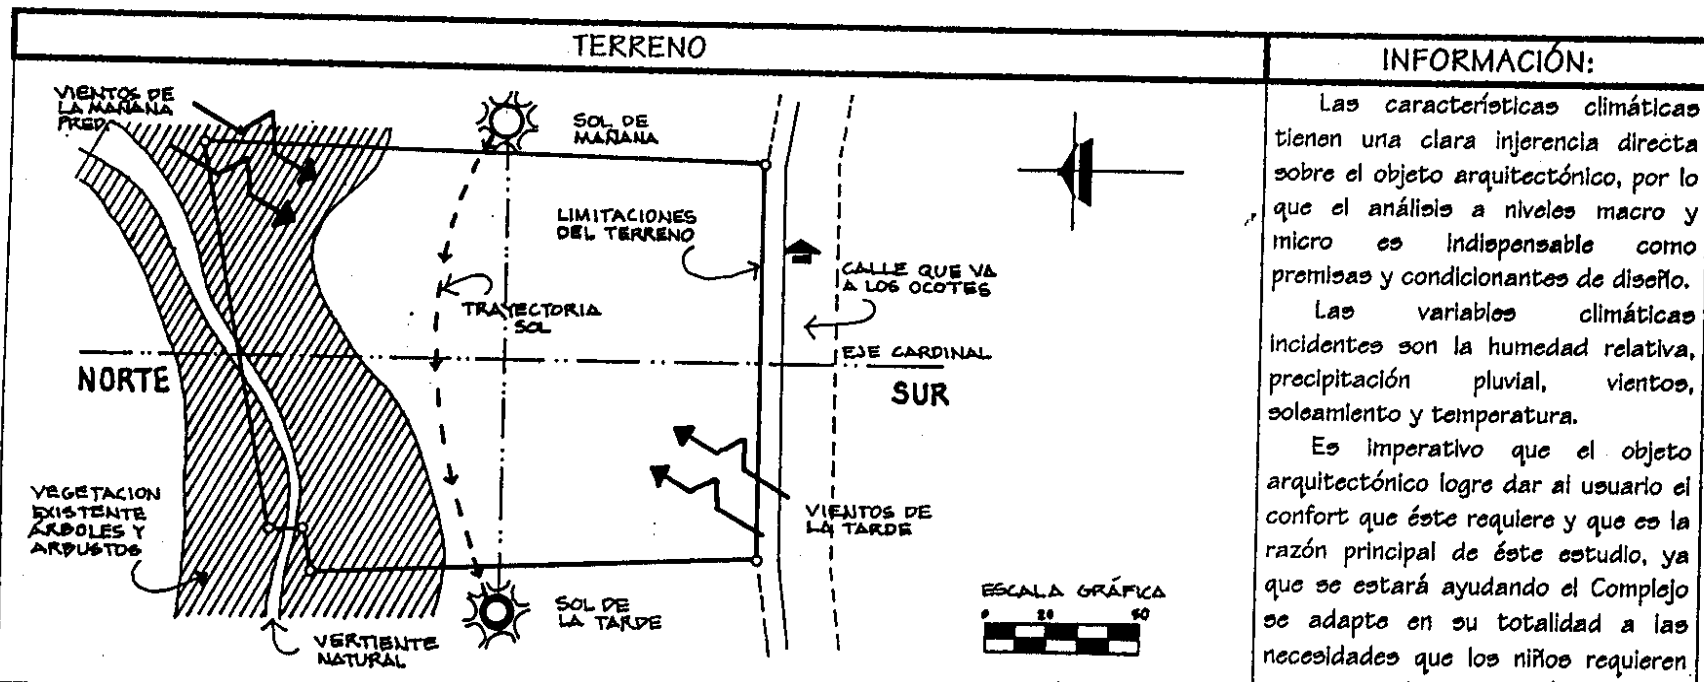 TERRENO
VIENTOS DE
LA MAÑANA
PRED.
SOL DE
MAÑANA
LIMITACIONES
DEL TERRENO
CALLE QUE VA
A LOS OCOTES
TRAYECTORIA
SOL
EJE CARDINAL
NORTE
SUR
VEGETACION
EXISTENTE
ÁRBOLES Y
ARBUSTOS
VIENTOS DE
LA TARDE
SOL DE
LA TARDE
VERTIENTE
NATURAL
ESCALA GRÁFICA
0 20 50
INFORMACIÓN:
Las características climáticas
tienen una clara injerencia directa
sobre el objeto arquitectónico, por lo
que el análisis a niveles macro y
micro es indispensable como
premisas y condicionantes de diseño.
Las variables climáticas
incidentes son la humedad relativa,
precipitación pluvial, vientos,
soleamiento y temperatura.
Es imperativo que el objeto
arquitectónico logre dar al usuario el
confort que éste requiere y que es la
razón principal de éste estudio, ya
que se estará ayudando el Complejo
se adapte en su totalidad a las
necesidades que los niños requieren